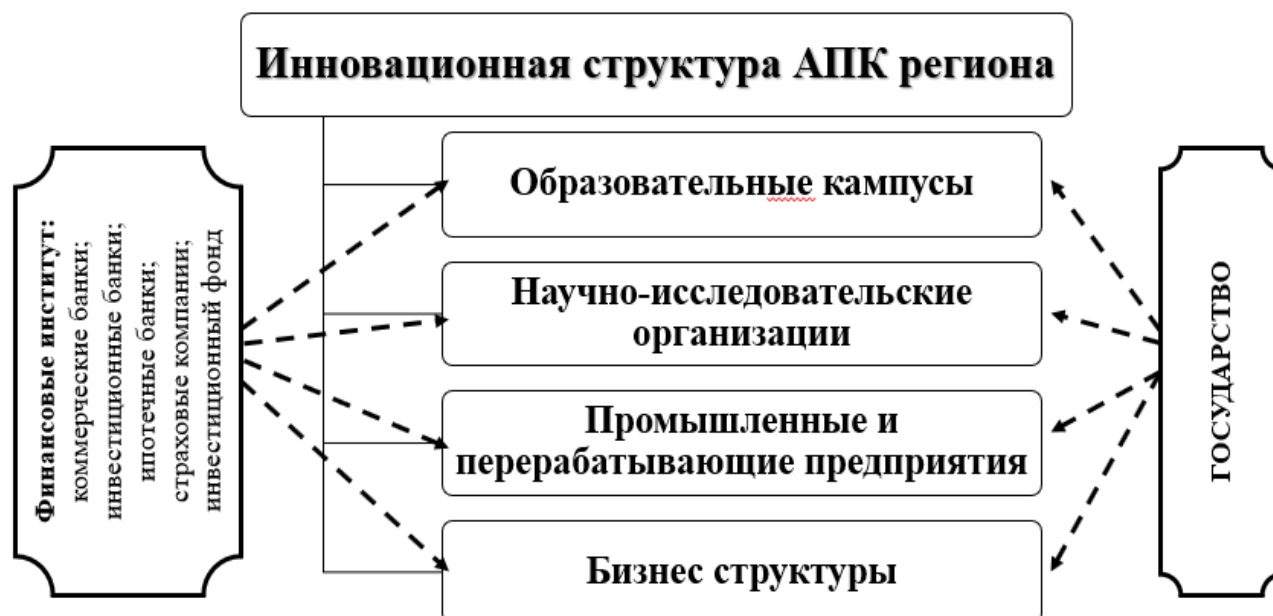 Инновационная структура АПК региона
Финансовые институт:
коммерческие банки;
инвестиционные банки;
ипотечные банки;
страховые компании;
инвестиционный фонд
Образовательные кампусы
Научно-исследовательские
организации
Промышленные и
перерабатывающие предприятия
Бизнес структуры
ГОСУДАРСТВО